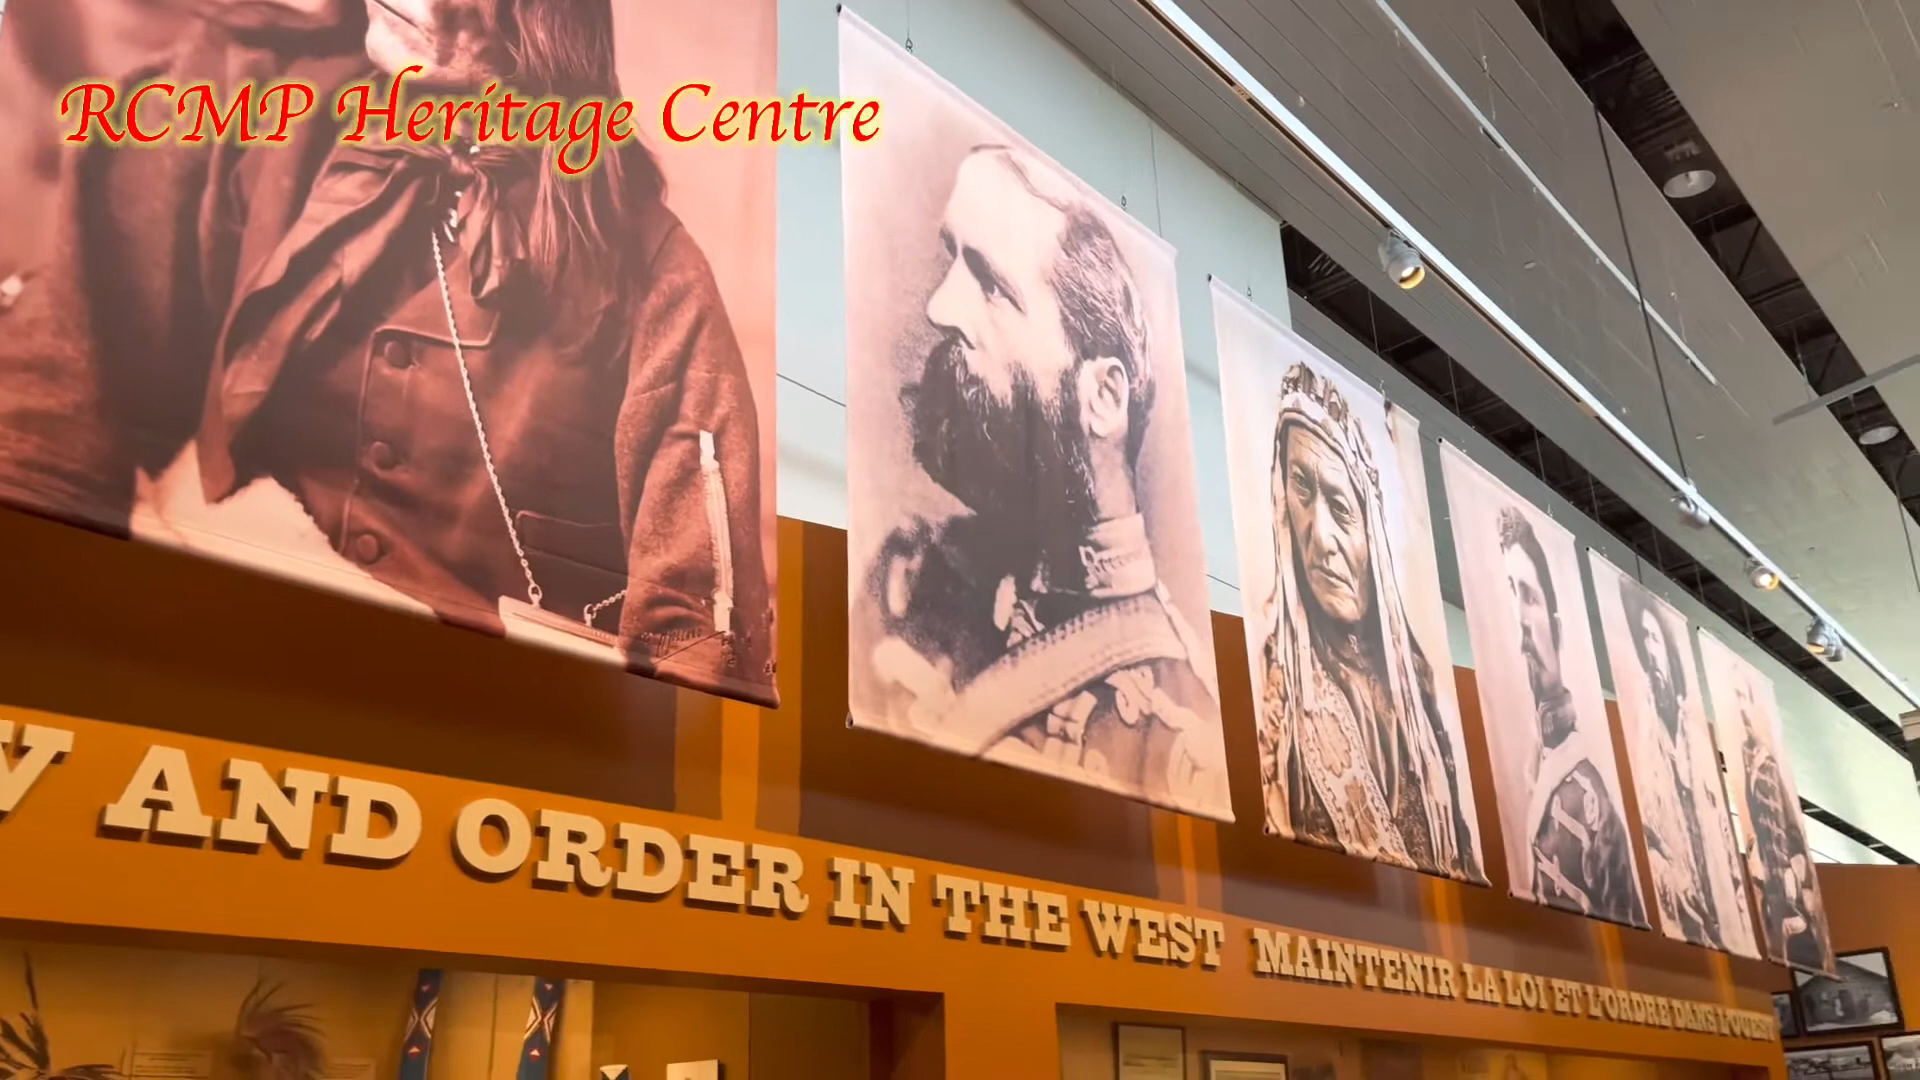 RCMP Heritage Centre
AND ORDER IN THE WEST MAINTENIR LA LOI ET L'ORDRE DANS L'OUEST